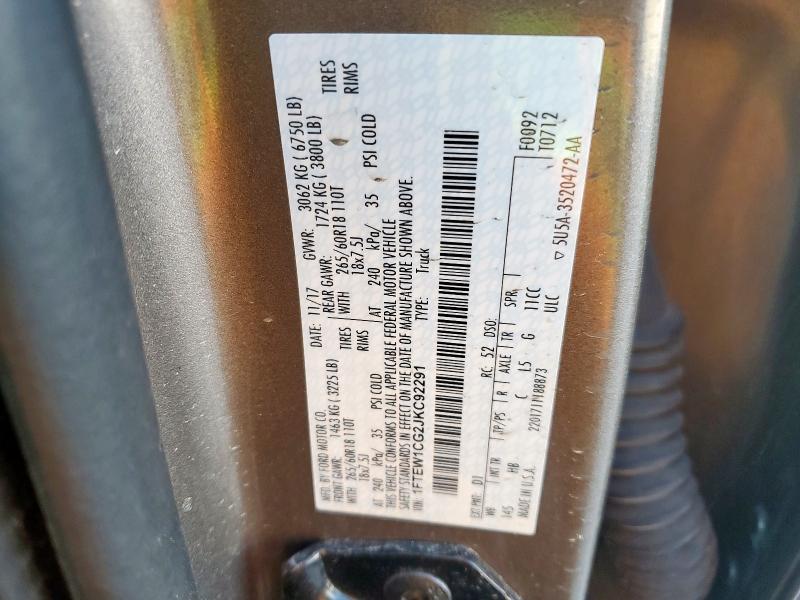 MFD. BY FORD MOTOR CO.
DATE: 11/17 GVWR: 3062 KG ( 6750 LB)
FRONT GAWR: 1463 KG ( 3225 LB) REAR GAWR: 1724 KG ( 3800 LB)
WITH 265/60R18 110T TIRES WITH 265/60R18 110T TIRES
18x7.5J RIMS 18x7.5J RIMS
AT 240 kPa/ 35 PSI COLD AT 240 kPa/ 35 PSI COLD
THIS VEHICLE CONFORMS TO ALL APPLICABLE FEDERAL MOTOR VEHICLE
SAFETY STANDARDS IN EFFECT ON THE DATE OF MANUFACTURE SHOWN ABOVE.
VIN: 1FTEW1CG2JKC92291 TYPE: Truck
F0092
T0712
EXT PNT: D1 RC: 52 DSO:
WB INT TR TP/PS R AXLE TR SPR
145 HB C L5 G 11CC
MADE IN U.S.A. ULC
▽ 5U5A-3520472-AA